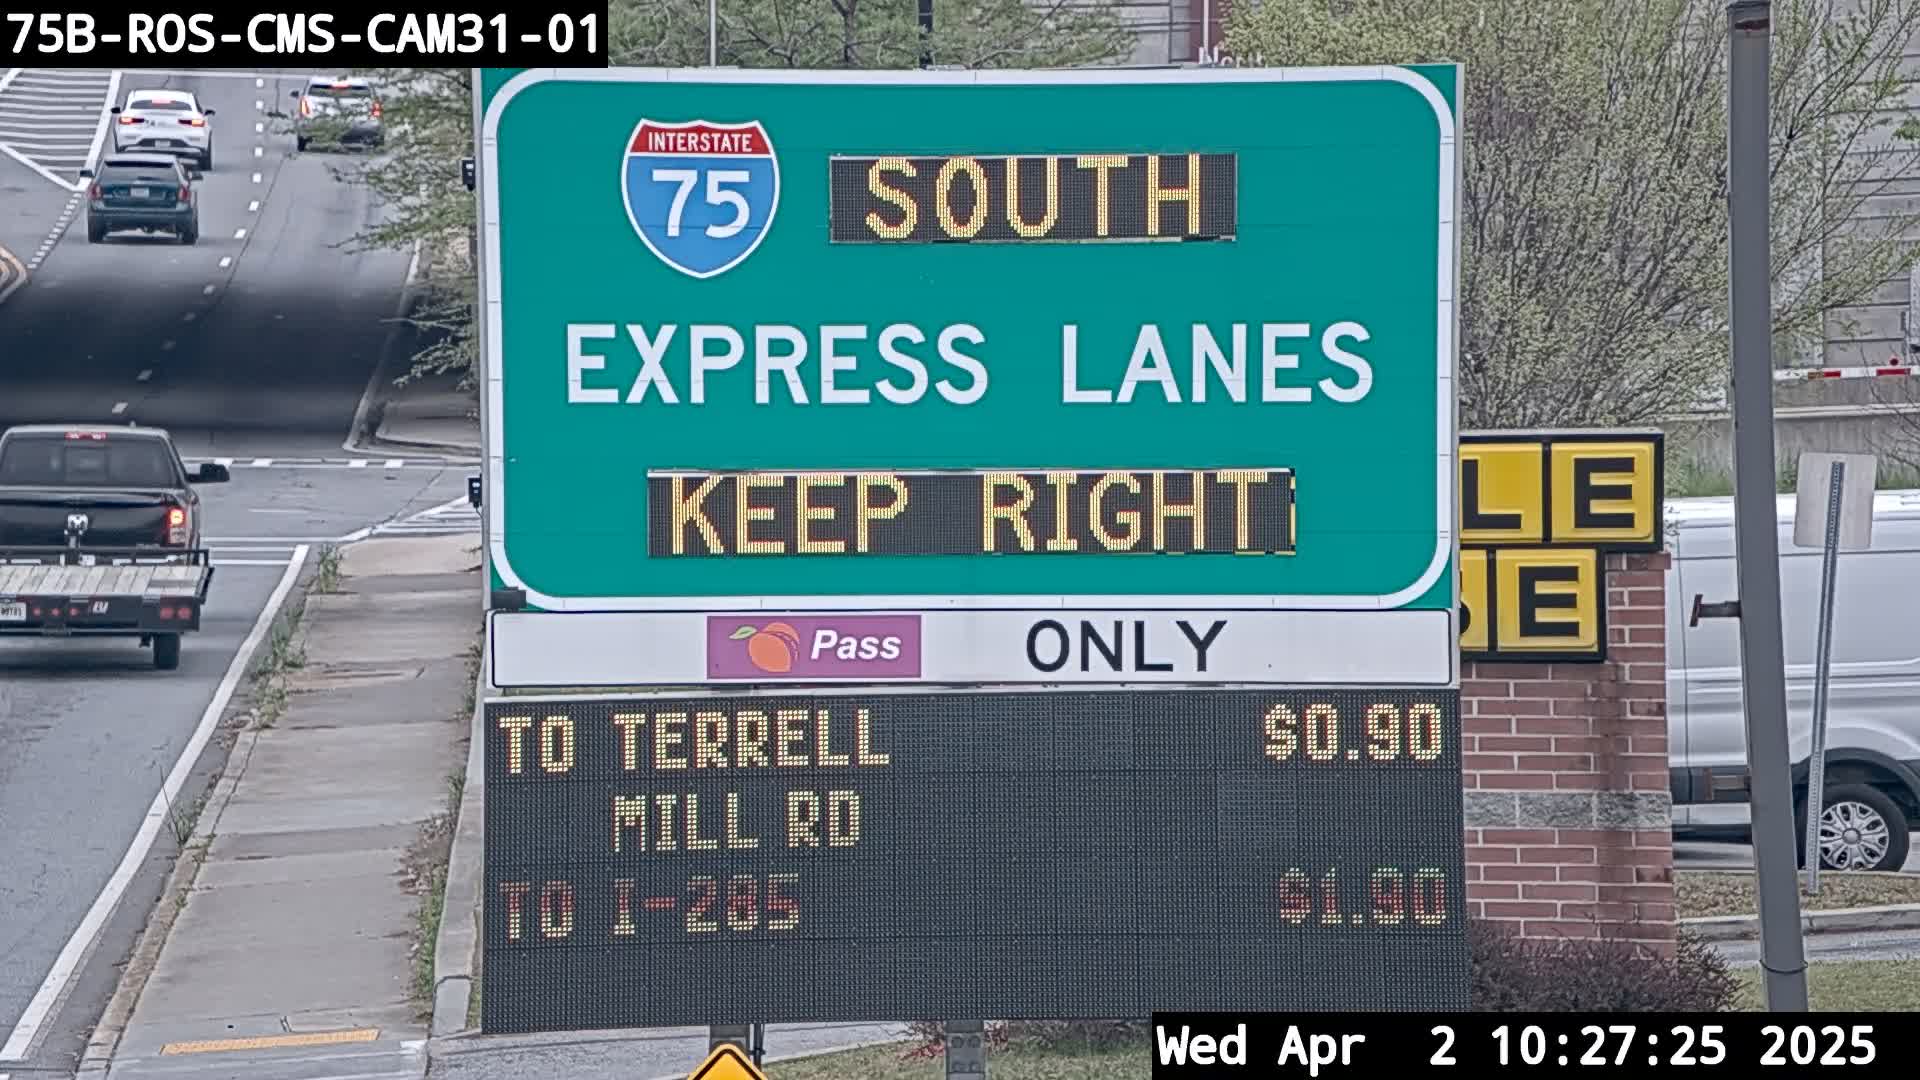 75B-ROS-CMS-CAM31-01
INTERSTATE
75
SOUTH
EXPRESS LANES
KEEP RIGHT
Pass ONLY
TO TERRELL $0.90
MILL RD
TO I-285 $1.90
LE
E
Wed Apr 2 10:27:25 2025